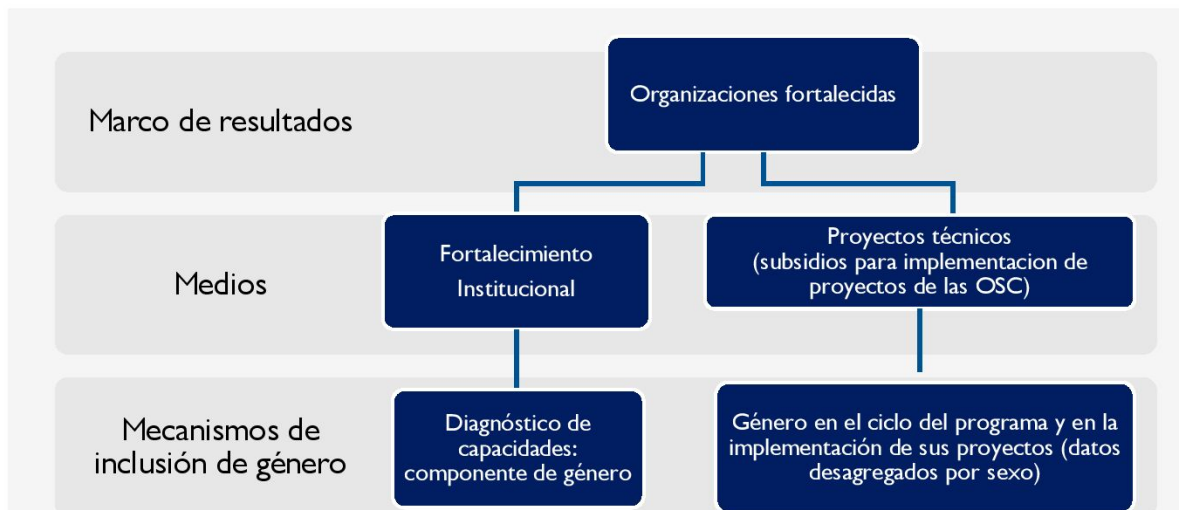 Organizaciones fortalecidas
Marco de resultados
Fortalecimiento
Institucional
Proyectos técnicos
(subsidios para implementacion de
proyectos de las OSC)
Medios
Mecanismos de
inclusión de género
Diagnóstico de
capacidades:
componente de género
Género en el ciclo del programa y en la
implementación de sus proyectos (datos
desagregados por sexo)